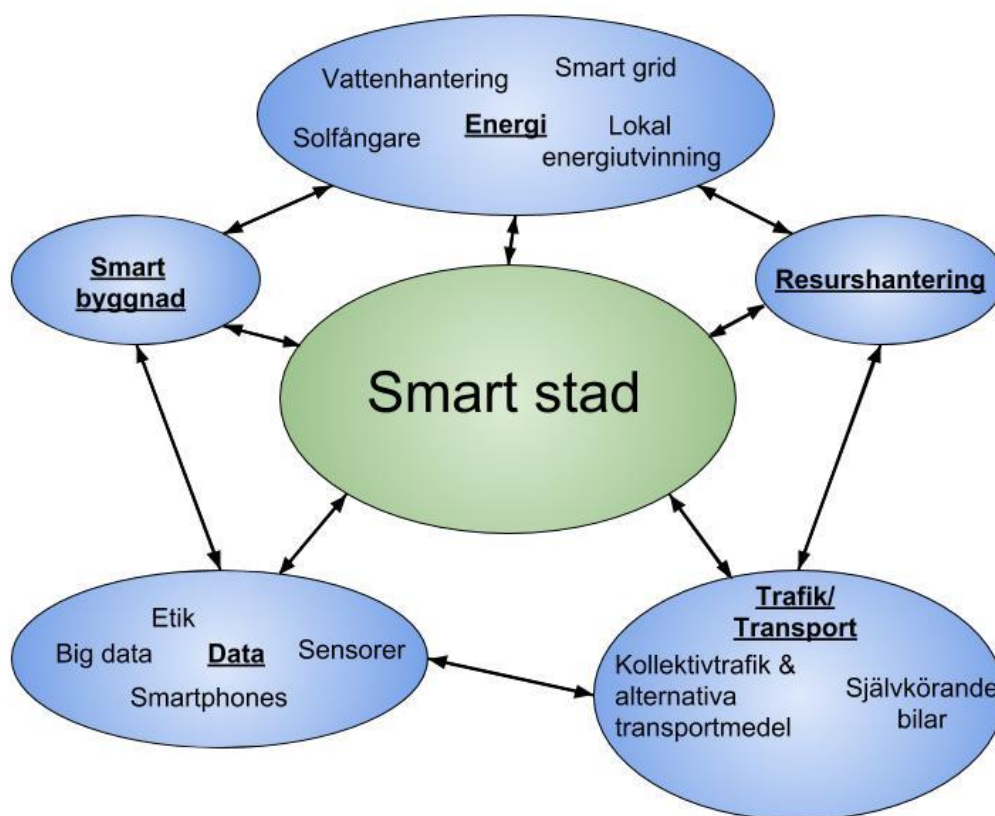 Vattenhantering
Smart grid
Solfångare
Energi
Lokal
energiutvinning
Smart
byggnad
Resurshantering
Smart stad
Etik
Big data
Data
Sensorer
Smartphones
Trafik/
Transport
Kollektivtrafik &
alternativa
transportmedel
Självkörande
bilar